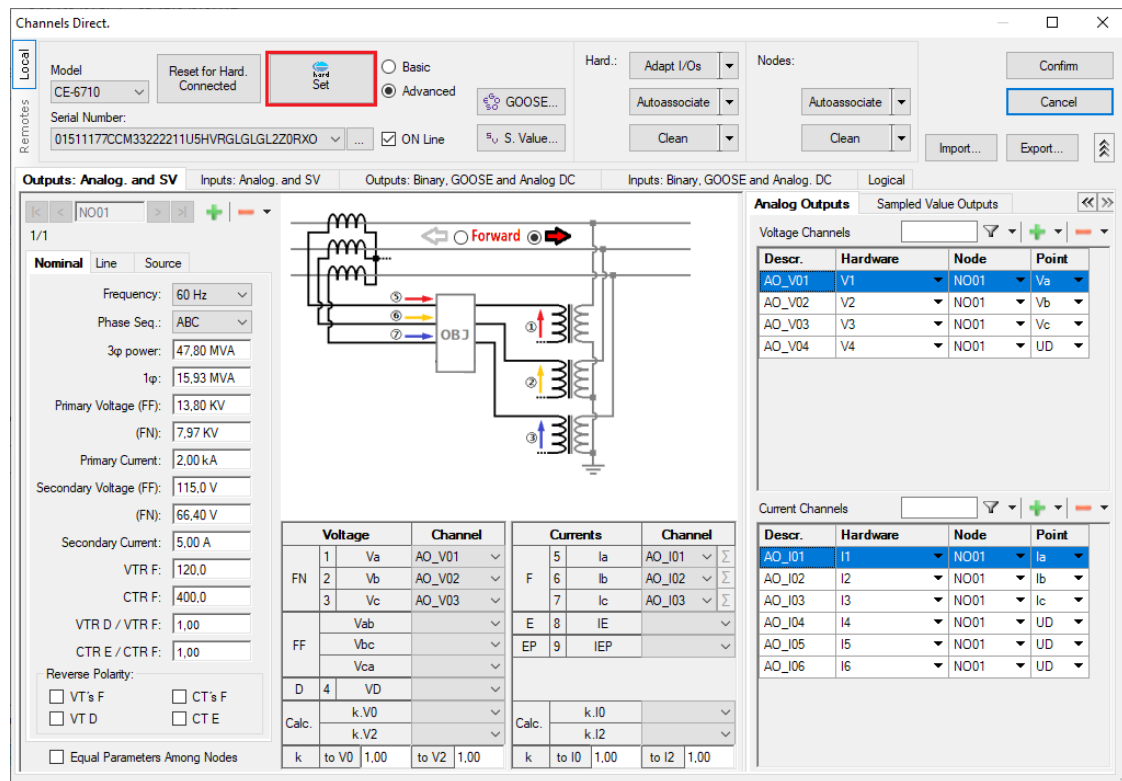 Channels Direct.
Local
Remotes
Model
CE-6710
Reset for Hard.
Connected
hard
Set
Basic
Advanced
Serial Number:
01511177CCM33222211U5HVRGLGLGL2Z0RXO
...
ON Line
GOOSE...
S. Value...
Hard.:
Adapt I/Os
Autoassociate
Clean
Nodes:
Autoassociate
Clean
Confirm
Cancel
Import...
Export...
Outputs: Analog. and SV
Inputs: Analog. and SV
Outputs: Binary, GOOSE and Analog DC
Inputs: Binary, GOOSE and Analog. DC
Logical
NO01
1/1
Nominal Line Source
Frequency: 60 Hz
Phase Seq.: ABC
3φ power: 47,80 MVA
1φ: 15,93 MVA
Primary Voltage (FF): 13,80 KV
(FN): 7,97 KV
Primary Current: 2,00 kA
Secondary Voltage (FF): 115,0 V
(FN): 66,40 V
Secondary Current: 5,00 A
VTR F: 120,0
CTR F: 400,0
VTR D / VTR F: 1,00
CTR E / CTR F: 1,00
Reverse Polarity:
VT's F CT's F
VT D CT E
Equal Parameters Among Nodes
Forward
⑤
⑥
⑦
OBJ
①
②
③
Voltage Channel
FN
1 Va AO_V01
2 Vb AO_V02
3 Vc AO_V03
FF
Vab
Vbc
Vca
D 4 VD
Calc.
k.V0
k.V2
k to V0 1,00 to V2 1,00
Currents Channel
F
5 Ia AO_I01 Σ
6 Ib AO_I02 Σ
7 Ic AO_I03 Σ
E 8 IE
EP 9 IEP
Calc.
k.I0
k.I2
k to I0 1,00 to I2 1,00
Analog Outputs Sampled Value Outputs
Voltage Channels
Descr. Hardware Node Point
AO_V01 V1 NO01 Va
AO_V02 V2 NO01 Vb
AO_V03 V3 NO01 Vc
AO_V04 V4 NO01 UD
Current Channels
Descr. Hardware Node Point
AO_I01 I1 NO01 Ia
AO_I02 I2 NO01 Ib
AO_I03 I3 NO01 Ic
AO_I04 I4 NO01 UD
AO_I05 I5 NO01 UD
AO_I06 I6 NO01 UD